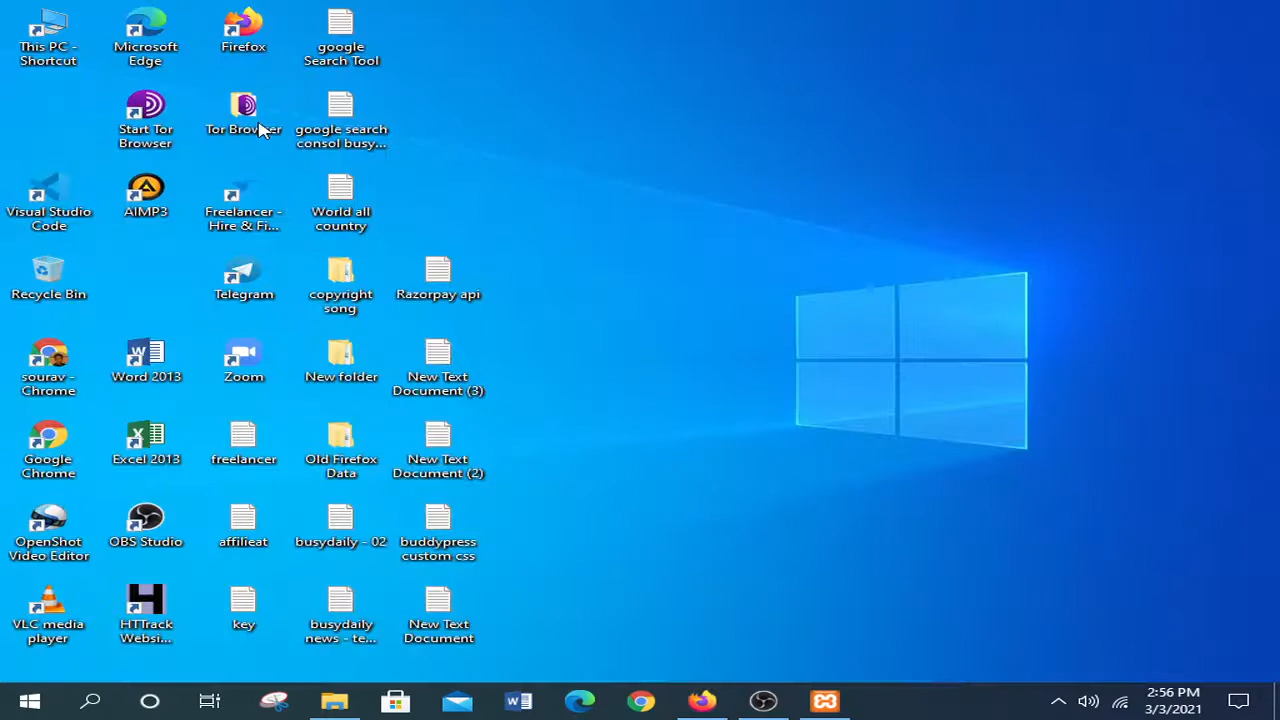 This PC -
Shortcut
Microsoft
Edge
Firefox
google
Search Tool
Start Tor
Browser
Tor Browser
google search
consol busy...
Visual Studio
Code
AIMP3
Freelancer -
Hire & Fi...
World all
country
Recycle Bin
Telegram
copyright
song
Razorpay api
sourav -
Chrome
Word 2013
Zoom
New folder
New Text
Document (3)
Google
Chrome
Excel 2013
freelancer
Old Firefox
Data
New Text
Document (2)
OpenShot
Video Editor
OBS Studio
affilieat
busydaily - 02
buddypress
custom css
VLC media
player
HTTrack
Websi...
key
busydaily
news - te...
New Text
Document
2:56 PM
3/3/2021